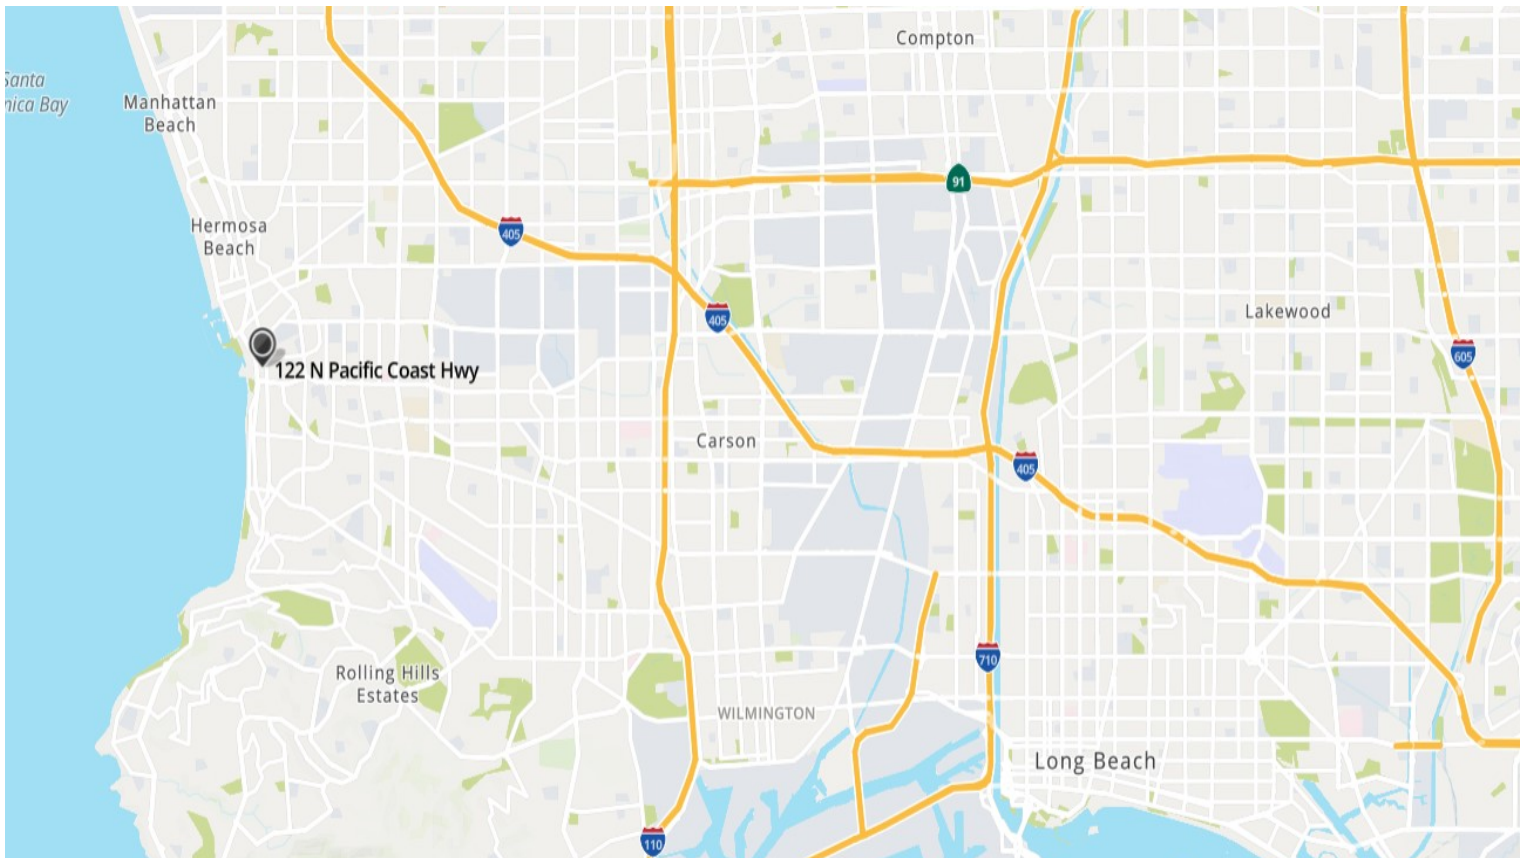 Compton
Santa
nica Bay
Manhattan
Beach
91
Hermosa
Beach
405
405
Lakewood
605
122 N Pacific Coast Hwy
Carson
405
Rolling Hills
Estates
710
WILMINGTON
Long Beach
110